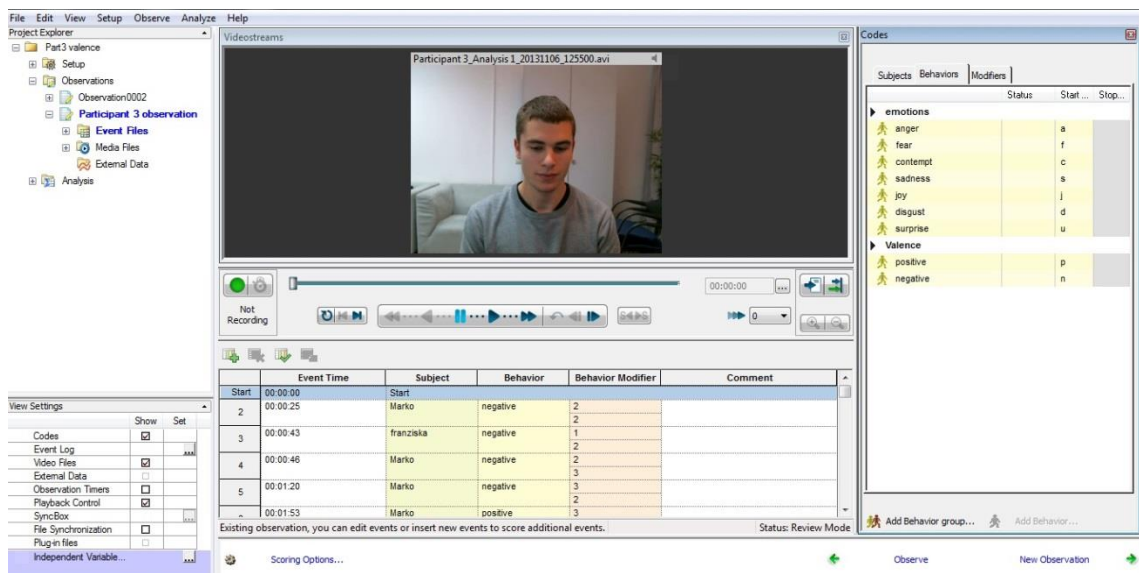 File Edit View Setup Observe Analyze Help
Project Explorer
Part3 valence
Setup
Observations
Observation0002
Participant 3 observation
Event Files
Media Files
External Data
Analysis
View Settings
Show Set
Codes
Event Log
Video Files
External Data
Observation Timers
Playback Control
SyncBox
File Synchronization
Plug-in files
Independent Variable...
Videostreams
Participant 3_Analysis 1_20131106_125500.avi
Not
Recording
00:00:00
0
Event Time Subject Behavior Behavior Modifier Comment
Start 00:00:00 Start
2 00:00:25 Marko negative 2
2
3 00:00:43 franziska negative 1
2
4 00:00:46 Marko negative 2
3
5 00:01:20 Marko negative 3
2
00:01:53 Marko positive 3
Existing observation, you can edit events or insert new events to score additional events. Status: Review Mode
Scoring Options... Observe New Observation
Codes
Subjects Behaviors Modifiers
Status Start ... Stop...
emotions
anger a
fear f
contempt c
sadness s
joy j
disgust d
surprise u
Valence
positive p
negative n
Add Behavior group... Add Behavior...